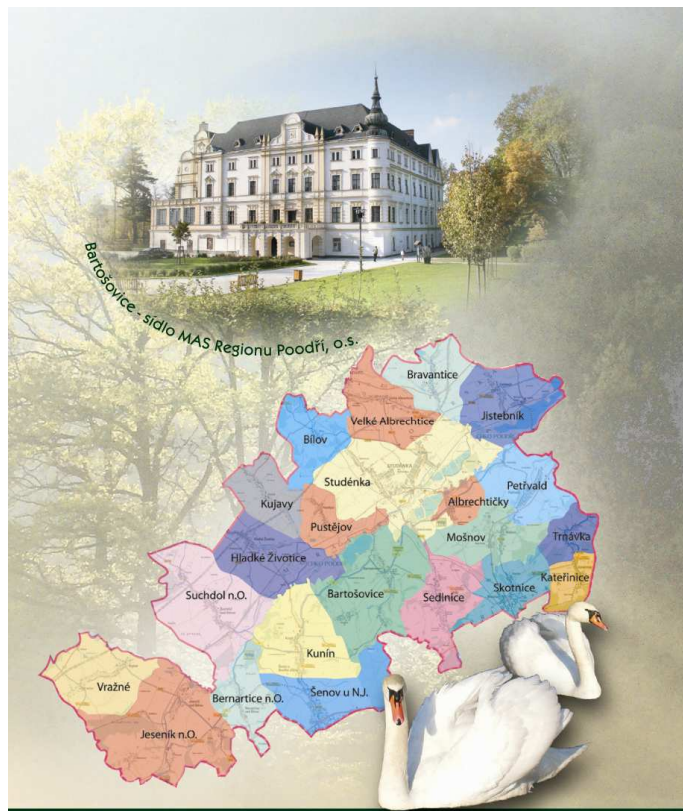 Bartošovice - sídlo MAS Regionu Poodří, o.s.
Bravantice
Jistebník
Velké Albrechtice
Bílov
Studénka
Petřvald
Kujavy
Albrechtičky
Pustějov
Mošnov
Trnávka
Hladké Životice
Kateřinice
Suchdol n.O.
Bartošovice
Sedlnice
Skotnice
Kunín
Vražné
Bernartice n.O.
Šenov u N.J.
Jeseník n.O.